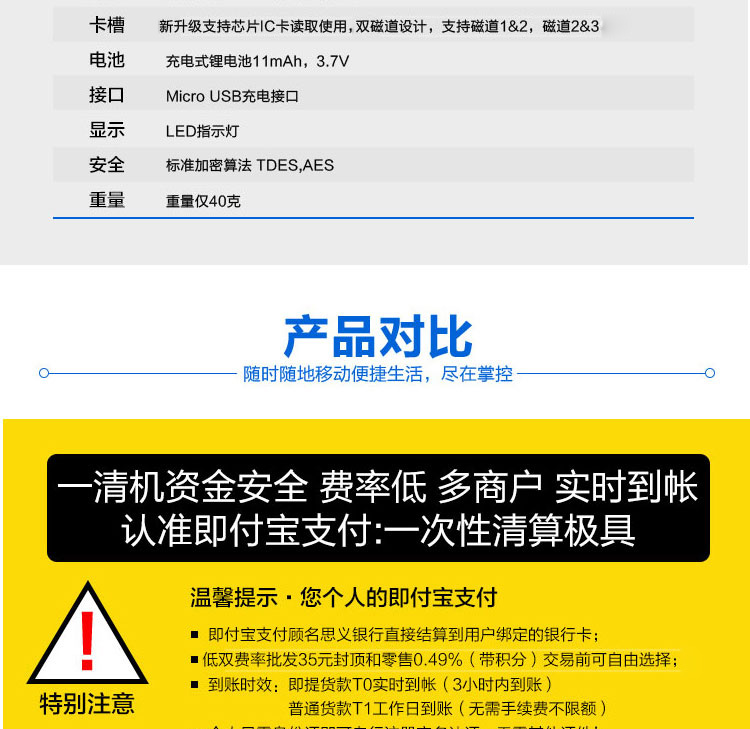 卡槽 新升级支持芯片IC卡读取使用,双磁道设计，支持磁道1&2，磁道2&3
电池 充电式锂电池11mAh，3.7V
接口 Micro USB充电接口
显示 LED指示灯
安全 标准加密算法 TDES,AES
重量 重量仅40克
产品对比
随时随地移动便捷生活，尽在掌控
一清机资金安全 费率低 多商户 实时到帐
认准即付宝支付:一次性清算极具
温馨提示·您个人的即付宝支付
■ 即付宝支付顾名思义银行直接结算到用户绑定的银行卡；
■低双费率批发35元封顶和零售0.49%（带积分）交易前可自由选择；
■ 到账时效：即提货款T0实时到帐（3小时内到账）
普通货款T1工作日到账（无需手续费不限额）
特别注意